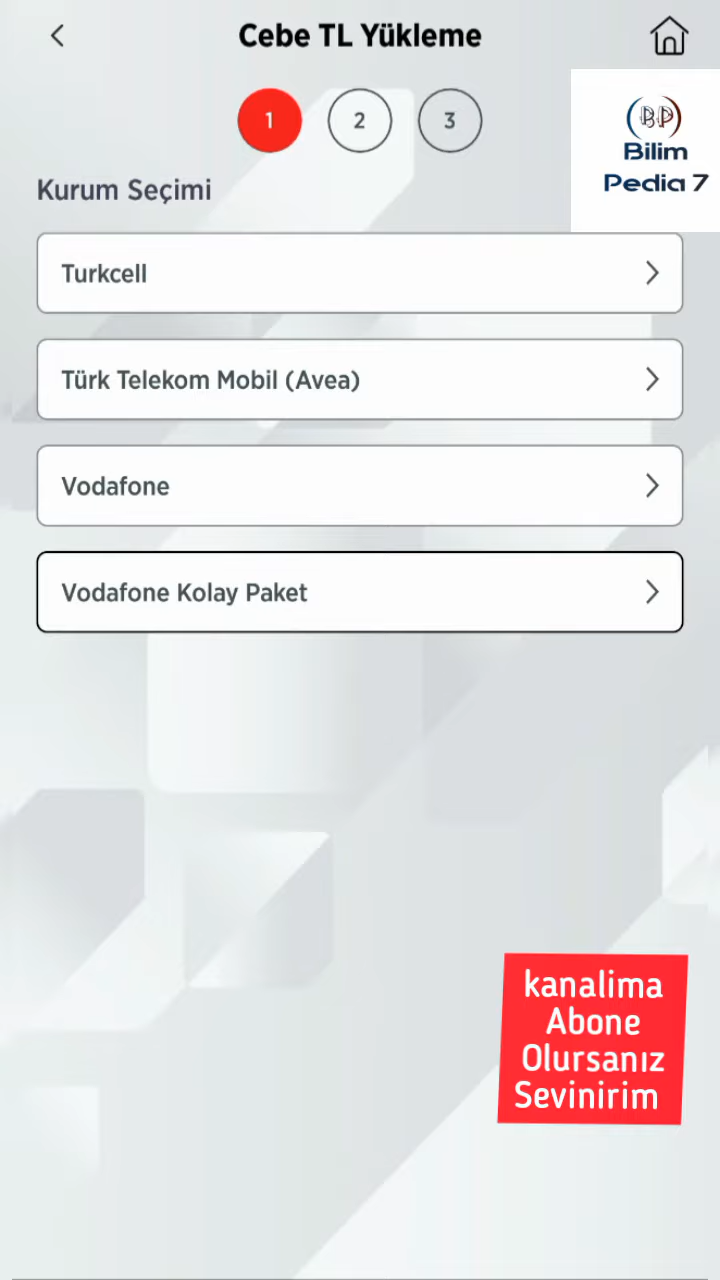 Cebe TL Yükleme
1
2
3
BP
Bilim
Pedia 7
Kurum Seçimi
Turkcell
Türk Telekom Mobil (Avea)
Vodafone
Vodafone Kolay Paket
kanalima
Abone
Olursanız
Sevinirim